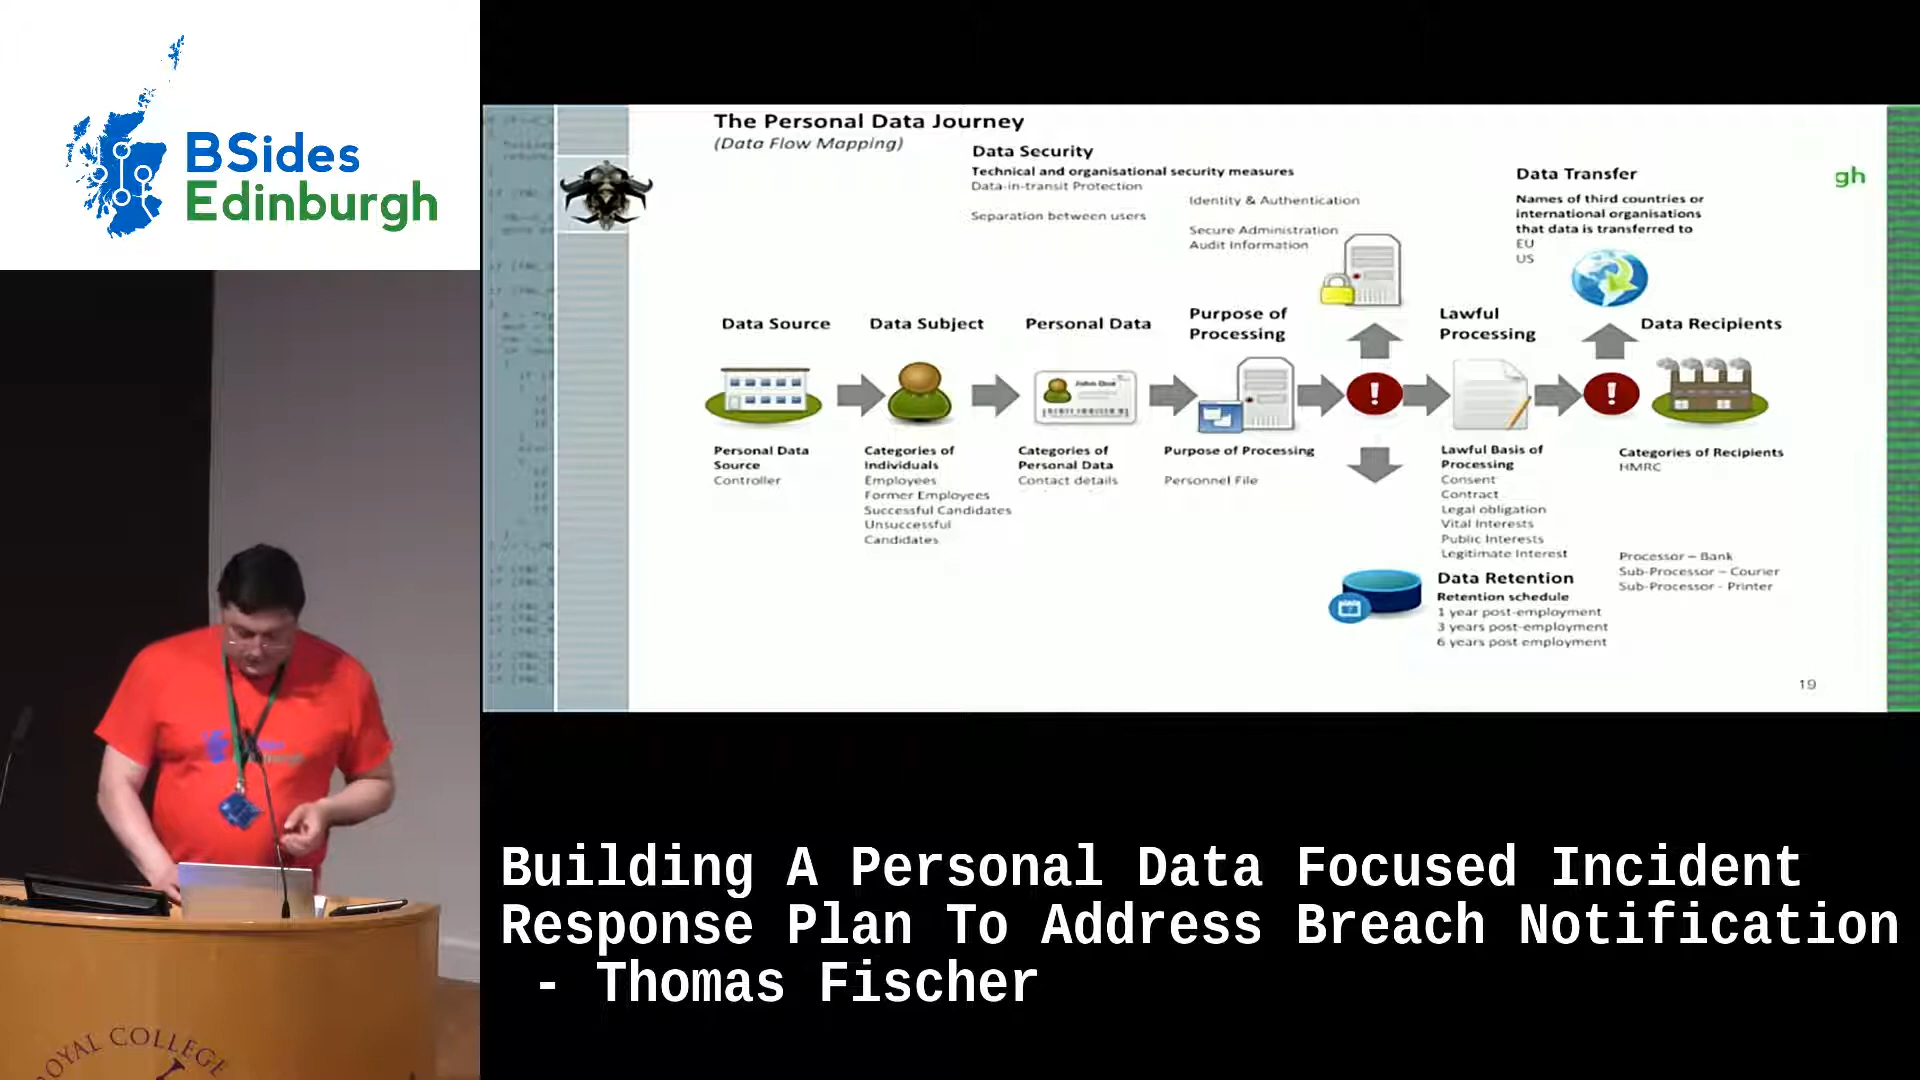 BSides
Edinburgh
The Personal Data Journey
(Data Flow Mapping)
Data Security
Technical and organisational security measures
Data-in-transit Protection
Identity & Authentication
Separation between users
Secure Administration
Audit Information
Data Transfer
Names of third countries or
international organisations
that data is transferred to
EU
US
gh
Data Source
Data Subject
Personal Data
Purpose of
Processing
Lawful
Processing
Data Recipients
John Doe
Personal Data
Source
Controller
Categories of
Individuals
Employees
Former Employees
Successful Candidates
Unsuccessful
Candidates
Categories of
Personal Data
Contact details
Purpose of Processing
Personnel File
Lawful Basis of
Processing
Consent
Contract
Legal obligation
Vital Interests
Public Interests
Legitimate Interest
Categories of Recipients
HMRC
Processor – Bank
Sub-Processor – Courier
Sub-Processor - Printer
Data Retention
Retention schedule
1 year post-employment
3 years post-employment
6 years post employment
19
Building A Personal Data Focused Incident
Response Plan To Address Breach Notification
- Thomas Fischer
ROYAL COLLEGE